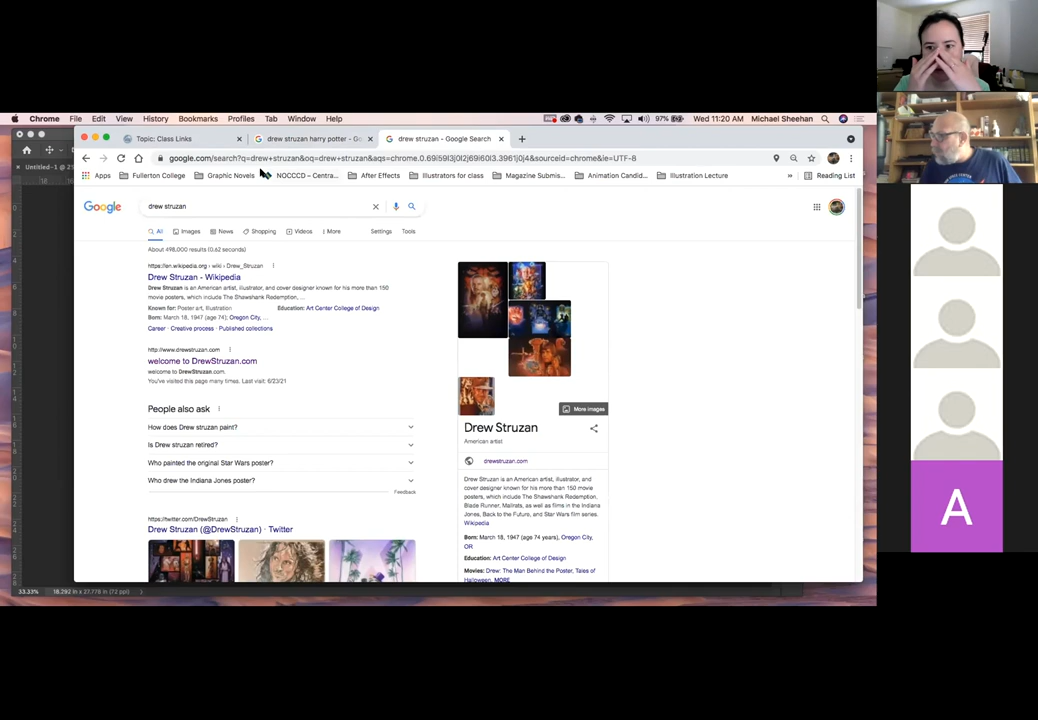 Chrome File Edit View History Bookmarks Profiles Tab Window Help 97% Wed 11:20 AM Michael Sheehan
Topic: Class Links
drew struzan harry potter - Go
drew struzan - Google Search
Untitled-1 @
google.com/search?q=drew+struzan&oq=drew+struzan&aqs=chrome.0.69i59l3j0l2j69i60l3.3961j0j4&sourceid=chrome&ie=UTF-8
Apps Fullerton College Graphic Novels NOCCCD – Centra... After Effects Illustrators for class Magazine Submis... Animation Candid... Illustration Lecture » Reading List
Google
drew struzan
All Images News Shopping Videos More Settings Tools
About 498,000 results (0.62 seconds)
https://en.wikipedia.org › wiki › Drew_Struzan
Drew Struzan - Wikipedia
Drew Struzan is an American artist, illustrator, and cover designer known for his more than 150
movie posters, which include The Shawshank Redemption, ...
Known for: Poster art, Illustration Education: Art Center College of Design
Born: March 18, 1947 (age 74); Oregon City, ...
Career · Creative process · Published collections
http://www.drewstruzan.com
welcome to DrewStruzan.com
welcome to DrewStruzan.com.
You've visited this page many times. Last visit: 6/23/21
People also ask
How does Drew struzan paint?
Is Drew struzan retired?
Who painted the original Star Wars poster?
Who drew the Indiana Jones poster?
Feedback
https://twitter.com/DrewStruzan
Drew Struzan (@DrewStruzan) · Twitter
More images
Drew Struzan
American artist
drewstruzan.com
Drew Struzan is an American artist, illustrator, and
cover designer known for his more than 150 movie
posters, which include The Shawshank Redemption,
Blade Runner, Mallrats, as well as films in the Indiana
Jones, Back to the Future, and Star Wars film series.
Wikipedia
Born: March 18, 1947 (age 74 years), Oregon City,
OR
Education: Art Center College of Design
Movies: Drew: The Man Behind the Poster, Tales of
Halloween, MORE
33.33% 18.292 in x 27.778 in (72 ppi)
A